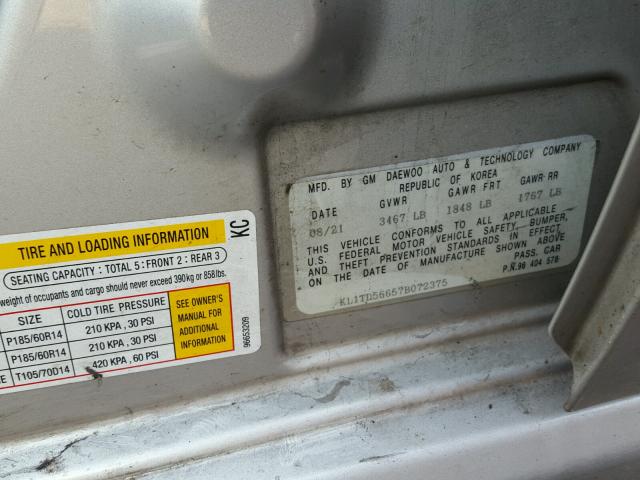 TIRE AND LOADING INFORMATION
KC
SEATING CAPACITY : TOTAL 5 : FRONT 2 : REAR 3
weight of occupants and cargo should never exceed 390kg or 858lbs.
SIZE COLD TIRE PRESSURE
P185/60R14 210 KPA , 30 PSI
P185/60R14 210 KPA , 30 PSI
T105/70D14 420 KPA , 60 PSI
SEE OWNER'S
MANUAL FOR
ADDITIONAL
INFORMATION
96653209
MFD. BY GM DAEWOO AUTO & TECHNOLOGY COMPANY
REPUBLIC OF KOREA
DATE GVWR GAWR FRT GAWR RR
08/21 3467 LB 1848 LB 1767 LB
THIS VEHICLE CONFORMS TO ALL APPLICABLE
U.S. FEDERAL MOTOR VEHICLE SAFETY, BUMPER,
AND THEFT PREVENTION STANDARDS IN EFFECT
ON THE DATE OF MANUFACTURE SHOWN ABOVE
PASS. CAR
P.N.96 404 578
KL1TD56657B072375